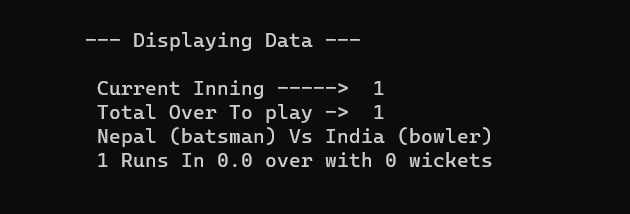 --- Displaying Data ---
Current Inning -----> 1
Total Over To play -> 1
Nepal (batsman) Vs India (bowler)
1 Runs In 0.0 over with 0 wickets